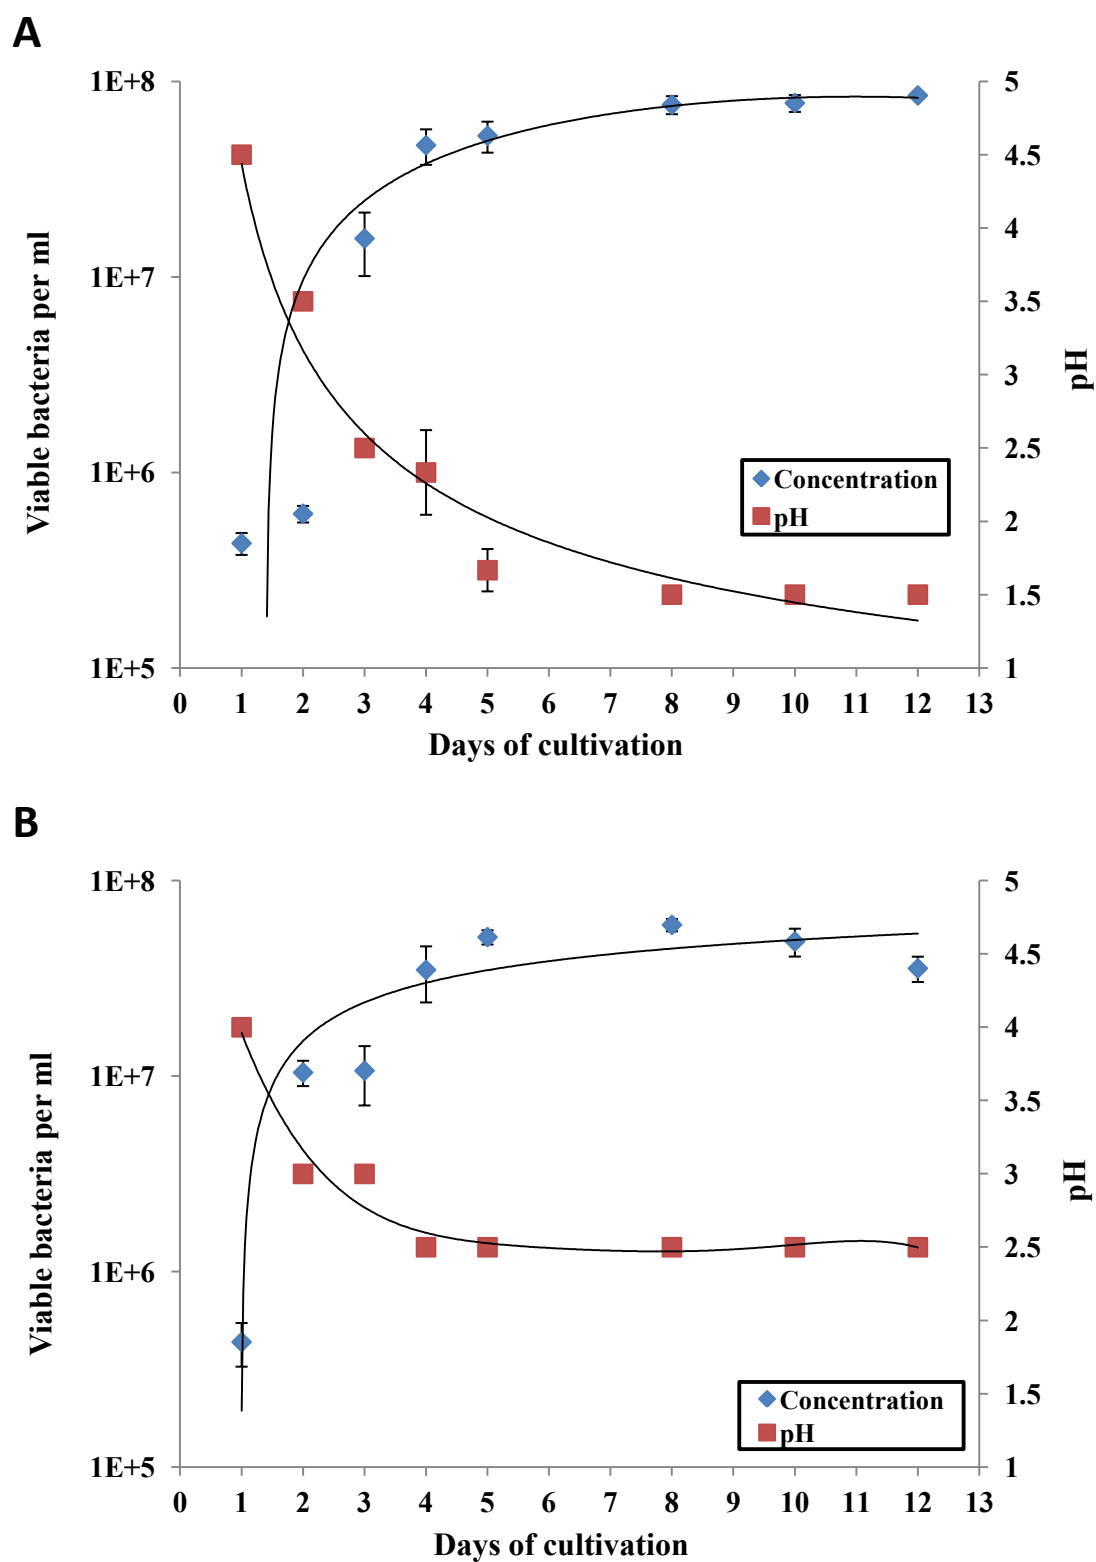 A
1E+8
1E+7
1E+6
1E+5
Viable bacteria per ml
5
4.5
4
3.5
3
2.5
2
1.5
1
pH
Concentration
pH
0 1 2 3 4 5 6 7 8 9 10 11 12 13
Days of cultivation
B
1E+8
1E+7
1E+6
1E+5
Viable bacteria per ml
5
4.5
4
3.5
3
2.5
2
1.5
1
pH
Concentration
pH
0 1 2 3 4 5 6 7 8 9 10 11 12 13
Days of cultivation